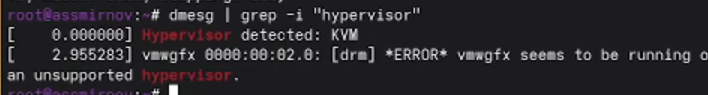 root@assmirnov:~# dmesg | grep -i "hypervisor"
[    0.000000] Hypervisor detected: KVM
[    2.955283] vmwgfx 0000:00:02.0: [drm] *ERROR* vmwgfx seems to be running o
an unsupported hypervisor.
root@assmirnov:~#